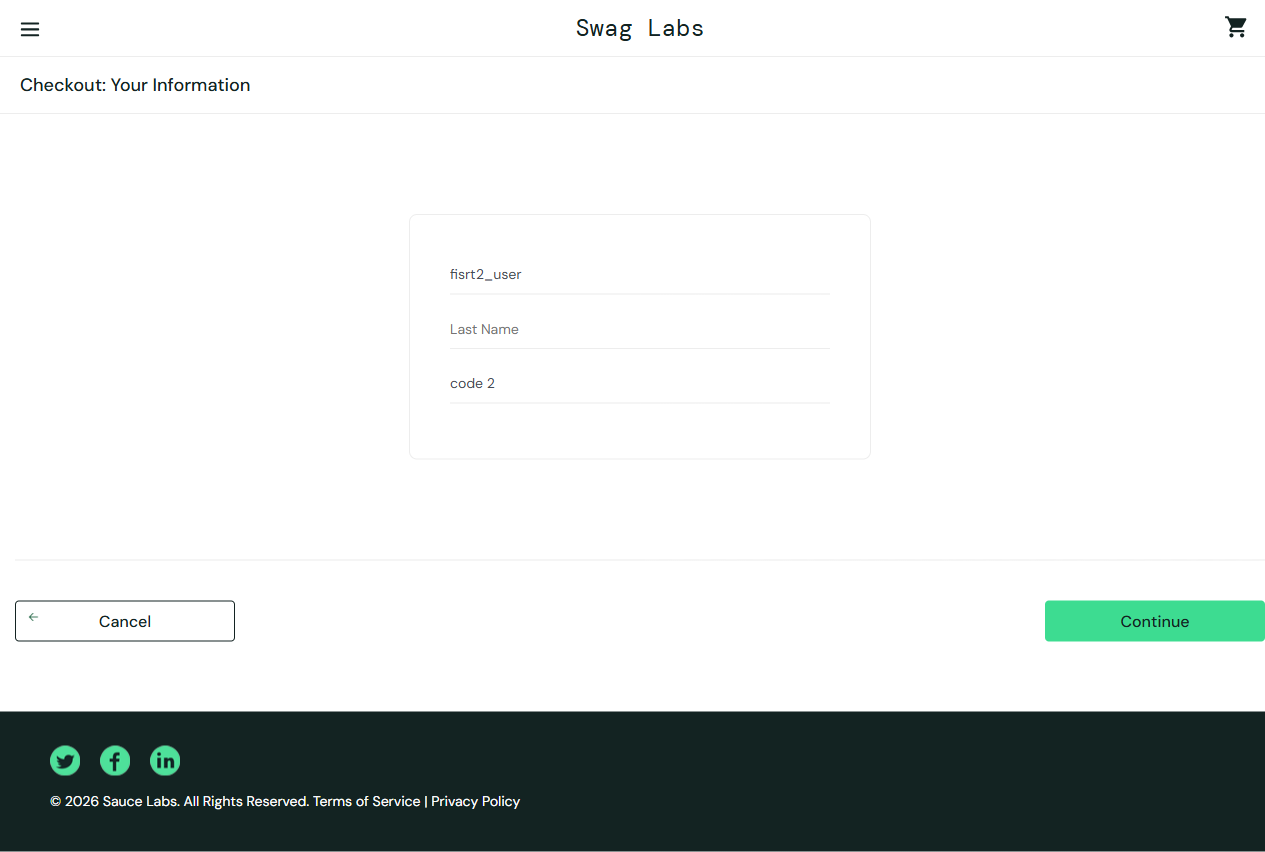 Swag Labs
Checkout: Your Information
fisrt2_user
Last Name
code 2
Cancel
Continue
© 2026 Sauce Labs. All Rights Reserved. Terms of Service | Privacy Policy